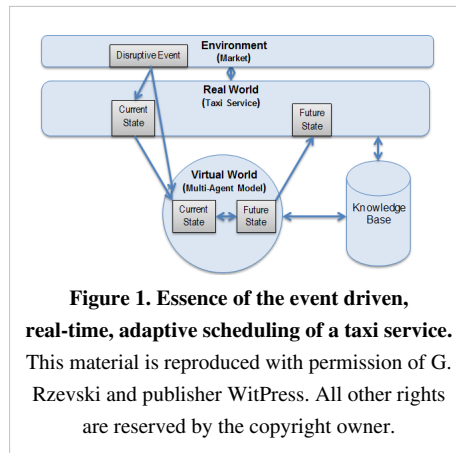 Environment
(Market)
Disruptive Event
Real World
(Taxi Service)
Current
State
Future
State
Virtual World
(Multi-Agent Model)
Current
State
Future
State
Knowledge
Base
Figure 1. Essence of the event driven,
real-time, adaptive scheduling of a taxi service.
This material is reproduced with permission of G.
Rzevski and publisher WitPress. All other rights
are reserved by the copyright owner.